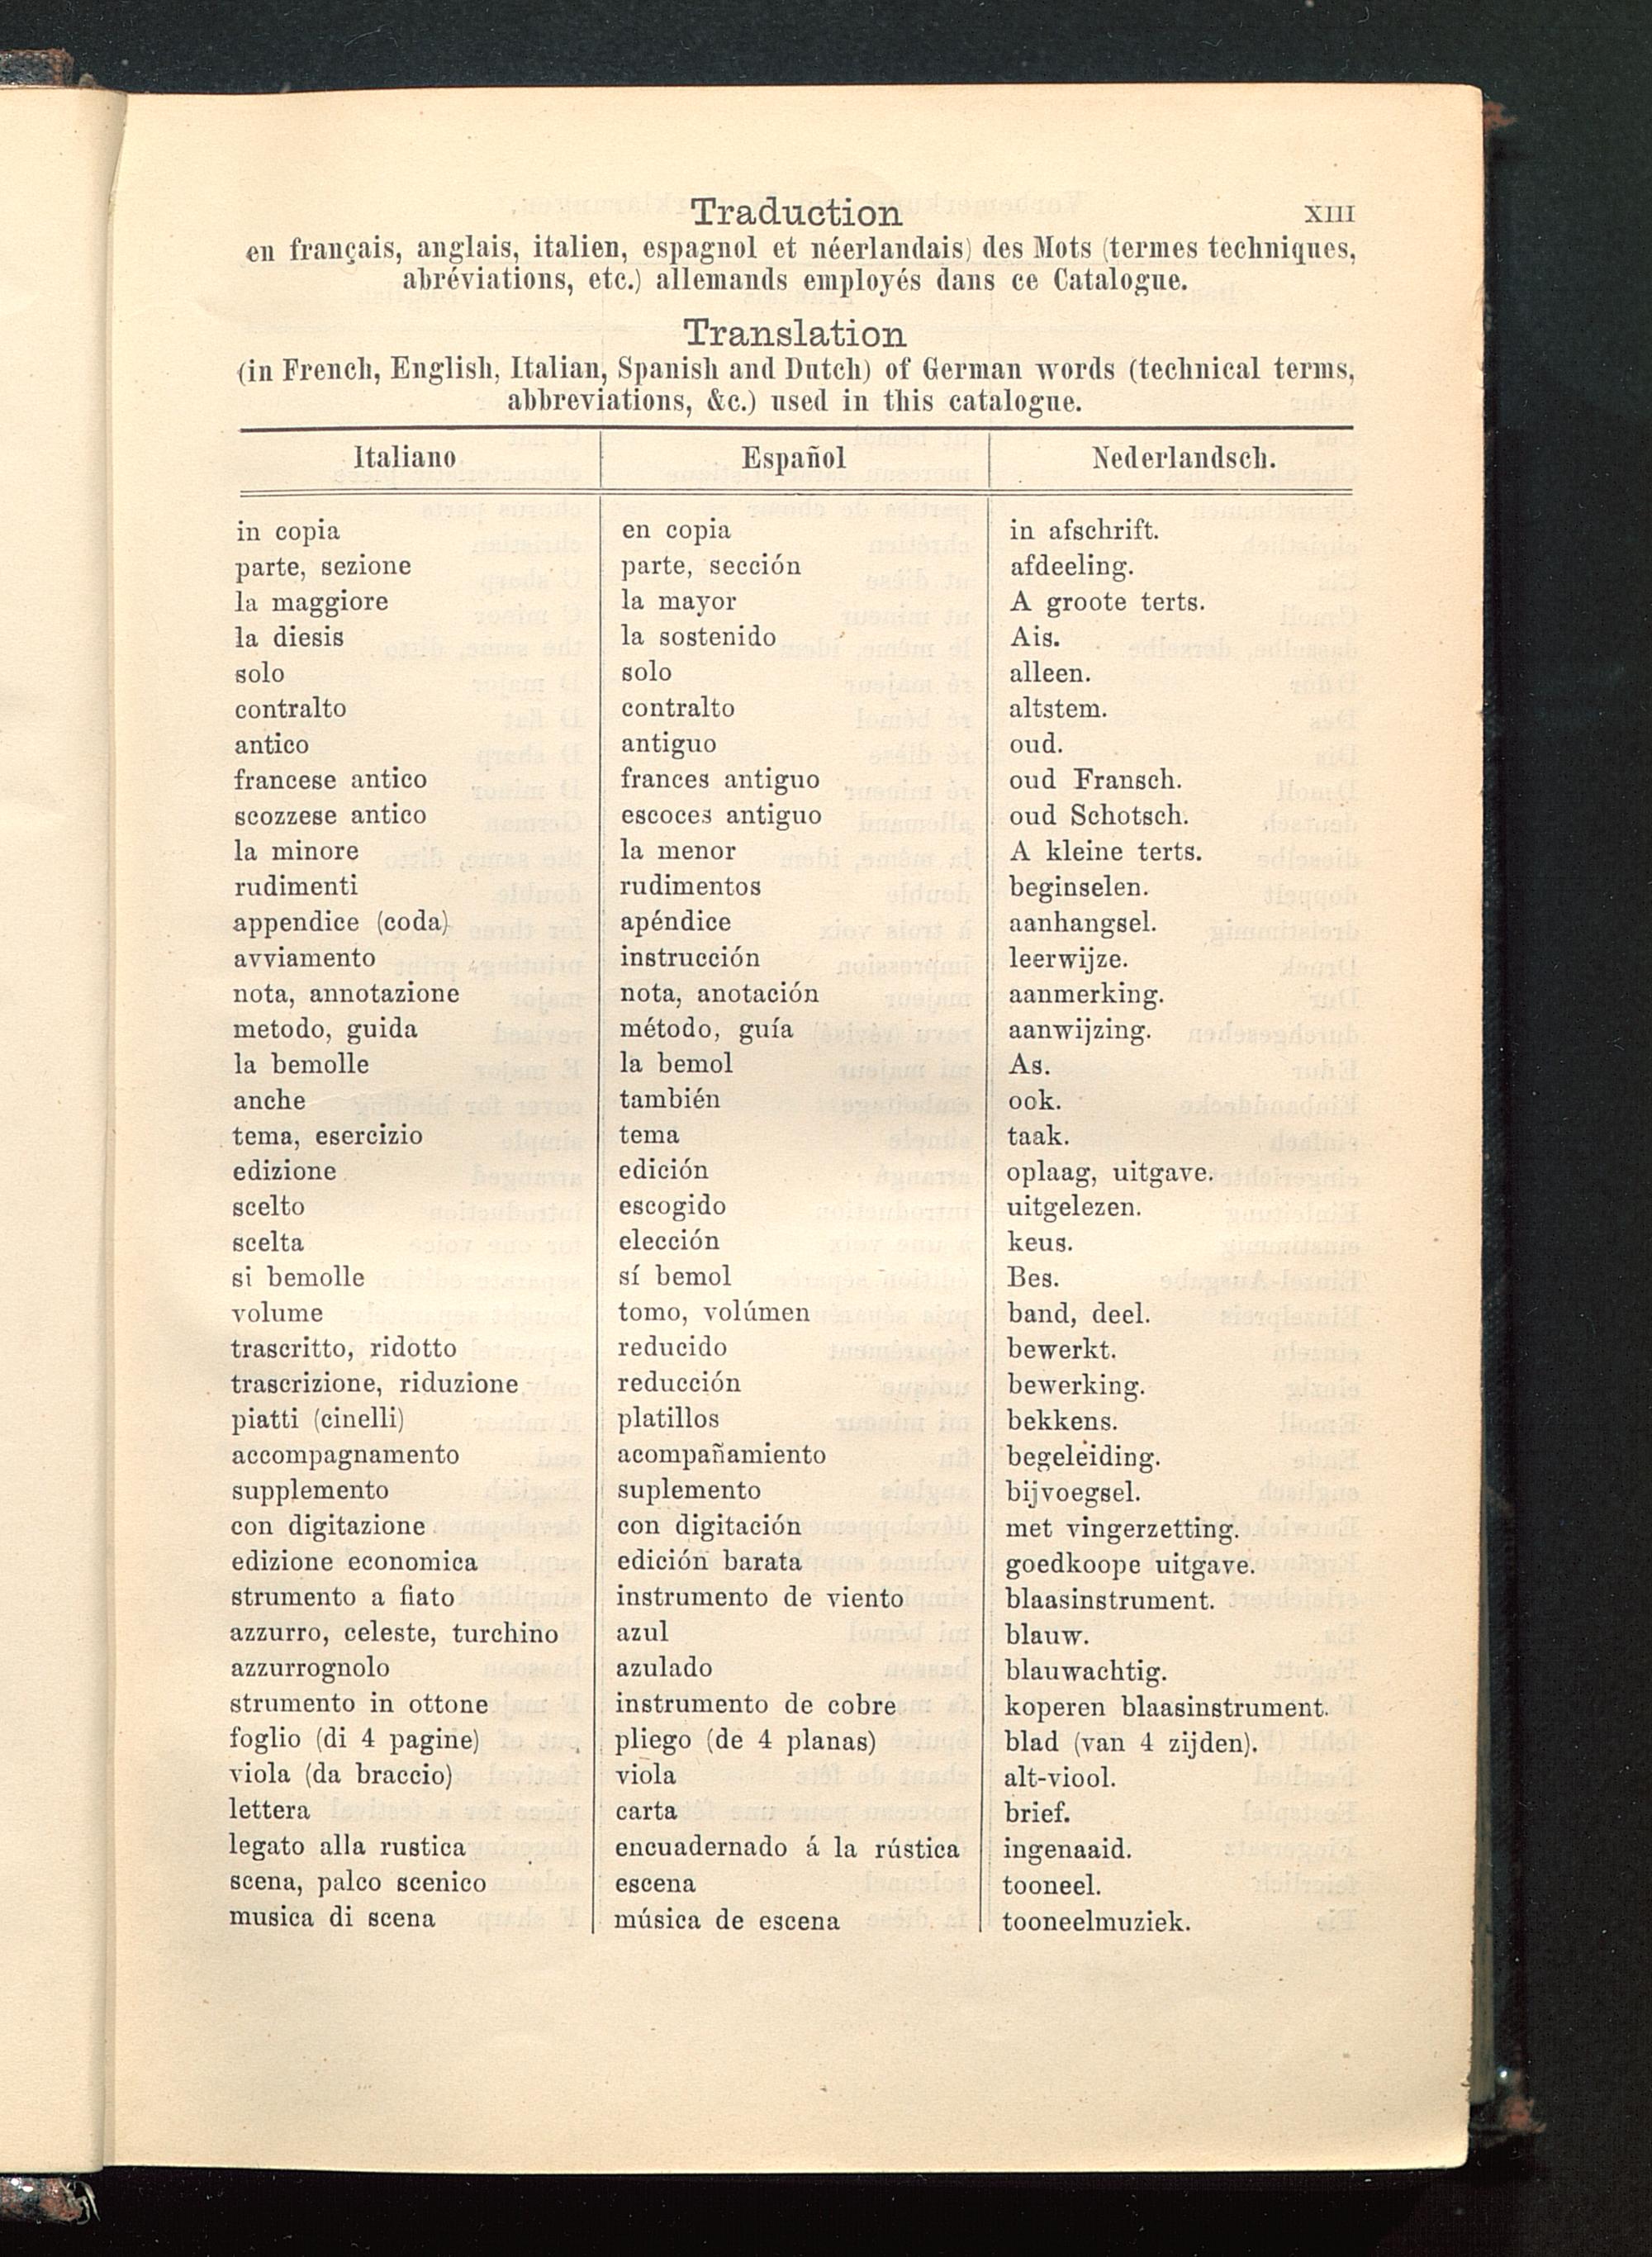 Traduction XIII
en français, anglais, italien, espagnol et néerlandais) des Mots (termes techniques,
abréviations, etc.) allemands employés dans ce Catalogue.
Translation
(in French, English, Italian, Spanish and Dutch) of German words (technical terms,
abbreviations, &c.) used in this catalogue.
Italiano Español Nederlandsch.
in copia en copia in afschrift.
parte, sezione parte, sección afdeeling.
la maggiore la mayor A groote terts.
la diesis la sostenido Ais.
solo solo alleen.
contralto contralto altstem.
antico antiguo oud.
francese antico frances antiguo oud Fransch.
scozzese antico escoces antiguo oud Schotsch.
la minore la menor A kleine terts.
rudimenti rudimentos beginselen.
appendice (coda) apéndice aanhangsel.
avviamento instrucción leerwijze.
nota, annotazione nota, anotación aanmerking.
metodo, guida método, guía aanwijzing.
la bemolle la bemol As.
anche también ook.
tema, esercizio tema taak.
edizione edición oplaag, uitgave.
scelto escogido uitgelezen.
scelta elección keus.
si bemolle sí bemol Bes.
volume tomo, volúmen band, deel.
trascritto, ridotto reducido bewerkt.
trascrizione, riduzione reducción bewerking.
piatti (cinelli) platillos bekkens.
accompagnamento acompañamiento begeleiding.
supplemento suplemento bijvoegsel.
con digitazione con digitación met vingerzetting.
edizione economica edición barata goedkoope uitgave.
strumento a fiato instrumento de viento blaasinstrument.
azzurro, celeste, turchino azul blauw.
azzurrognolo azulado blauwachtig.
strumento in ottone instrumento de cobre koperen blaasinstrument.
foglio (di 4 pagine) pliego (de 4 planas) blad (van 4 zijden).
viola (da braccio) viola alt-viool.
lettera carta brief.
legato alla rustica encuadernado á la rústica ingenaaid.
scena, palco scenico escena tooneel.
musica di scena música de escena tooneelmuziek.